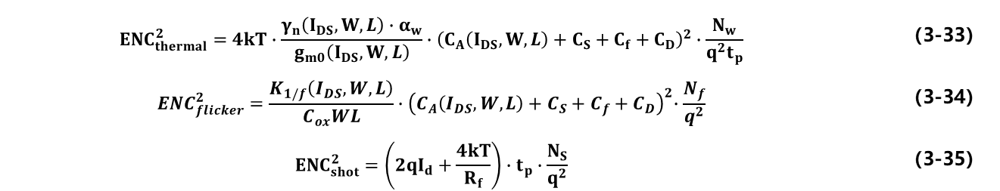 ENC²_thermal = 4kT · γ_n(I_DS, W, L) · α_w / g_m0(I_DS, W, L) · (C_A(I_DS, W, L) + C_S + C_f + C_D)² · N_w / q²t_p (3-33)
ENC²_flicker = K_1/f(I_DS, W, L) / C_ox WL · (C_A(I_DS, W, L) + C_S + C_f + C_D)² · N_f / q² (3-34)
ENC²_shot = (2qI_d + 4kT / R_f) · t_p · N_S / q² (3-35)